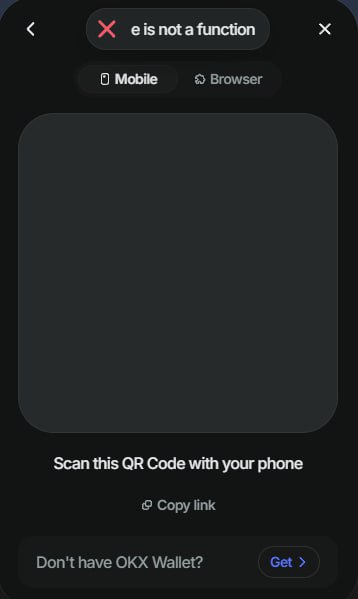 e is not a function
Mobile Browser
Scan this QR Code with your phone
Copy link
Don't have OKX Wallet? Get